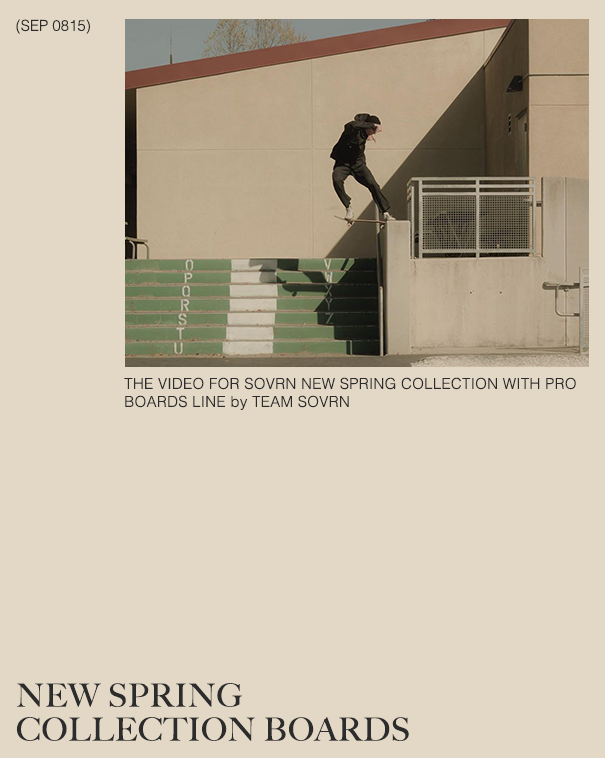 (SEP 0815)
O
P
Q
R
S
T
U
V
W
X
Y
Z
THE VIDEO FOR SOVRN NEW SPRING COLLECTION WITH PRO
BOARDS LINE by TEAM SOVRN
NEW SPRING
COLLECTION BOARDS